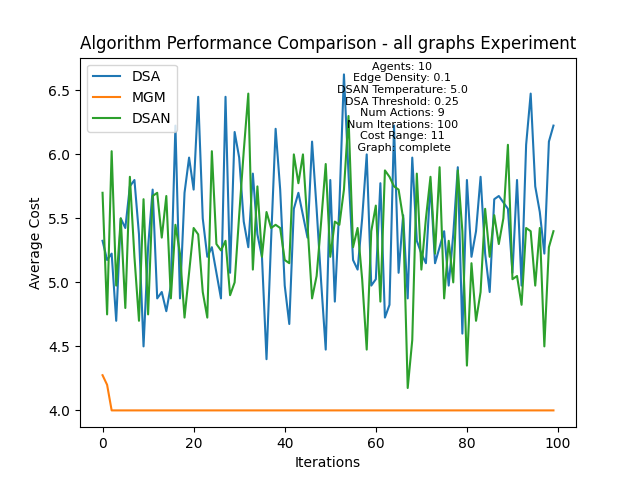 Algorithm Performance Comparison - all graphs Experiment
DSA
MGM
DSAN
Agents: 10
Edge Density: 0.1
DSAN Temperature: 5.0
DSA Threshold: 0.25
Num Actions: 9
Num Iterations: 100
Cost Range: 11
Graph: complete
Average Cost
6.5
6.0
5.5
5.0
4.5
4.0
0 20 40 60 80 100
Iterations